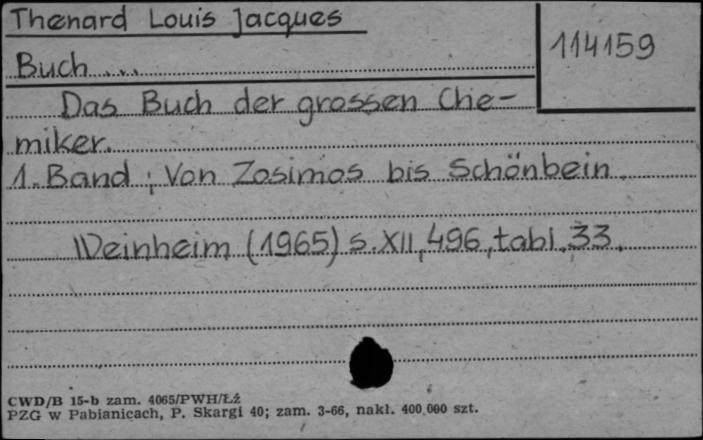 Thenard Louis Jacques
114159
Buch ...
Das Buch der grossen Che-
miker.
1. Band : Von Zosimos bis Schönbein.
Weinheim (1965) s. XII, 496, tabl. 33.
CWD/B 15-b zam. 4065/PWH/Łź
PZG w Pabianicach, P. Skargi 40; zam. 3-66, nakł. 400.000 szt.